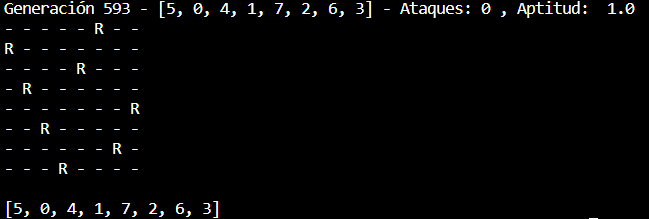 Generación 593 - [5, 0, 4, 1, 7, 2, 6, 3] - Ataques: 0 , Aptitud:  1.0
- - - - - R - -
R - - - - - - -
- - - - R - - -
- R - - - - - -
- - - - - - - R
- - R - - - - -
- - - - - - R -
- - - R - - - -
[5, 0, 4, 1, 7, 2, 6, 3]